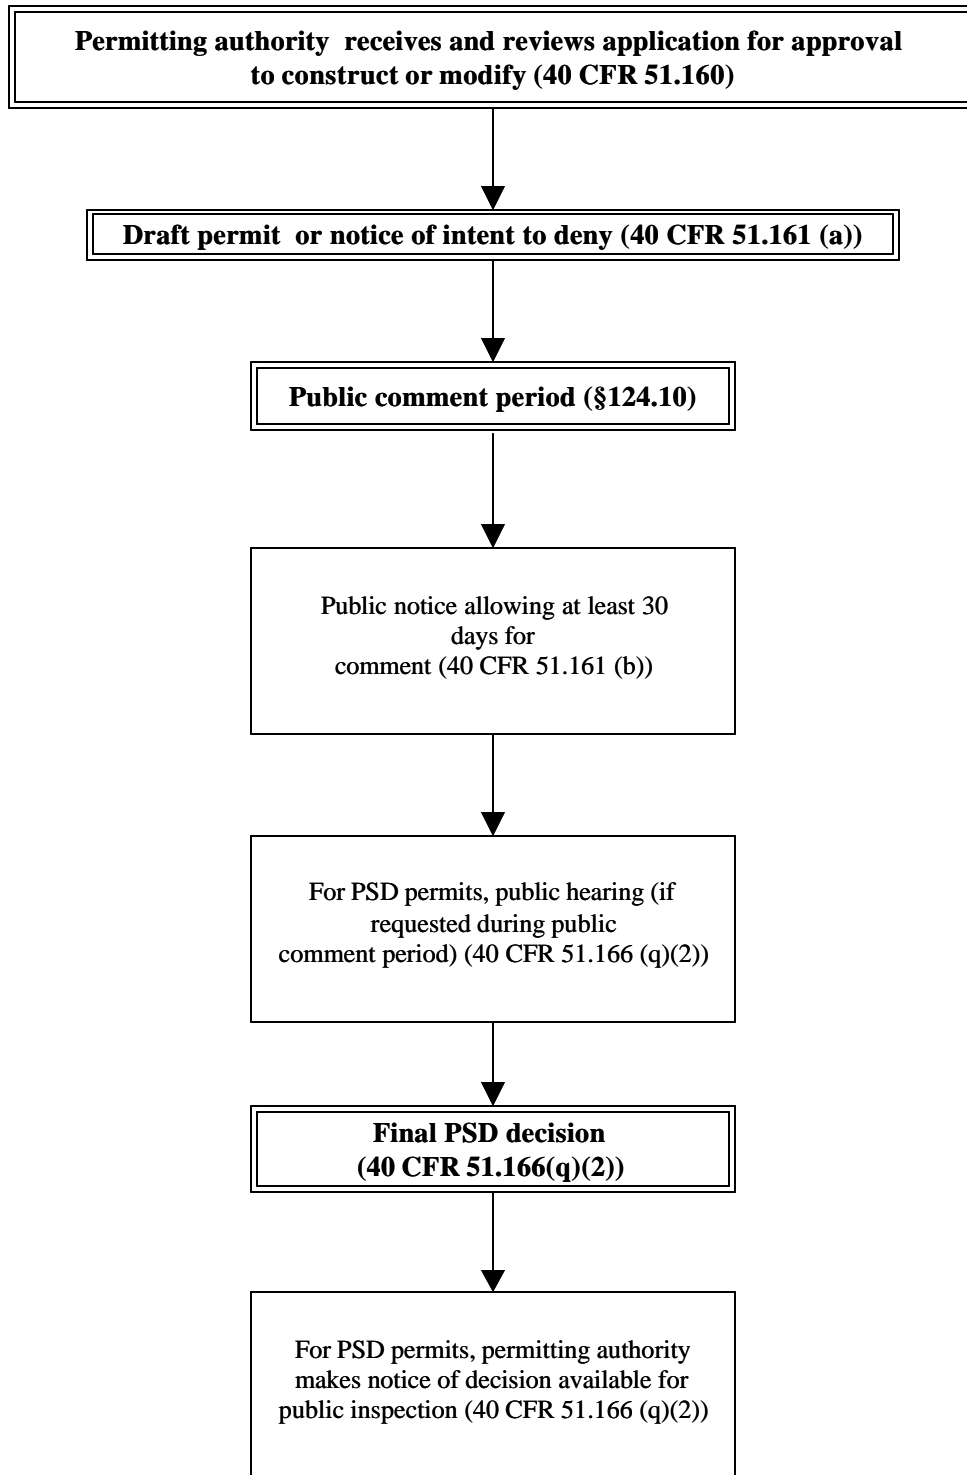 Permitting authority receives and reviews application for approval
to construct or modify (40 CFR 51.160)
Draft permit or notice of intent to deny (40 CFR 51.161 (a))
Public comment period (§124.10)
Public notice allowing at least 30
days for
comment (40 CFR 51.161 (b))
For PSD permits, public hearing (if
requested during public
comment period) (40 CFR 51.166 (q)(2))
Final PSD decision
(40 CFR 51.166(q)(2))
For PSD permits, permitting authority
makes notice of decision available for
public inspection (40 CFR 51.166 (q)(2))